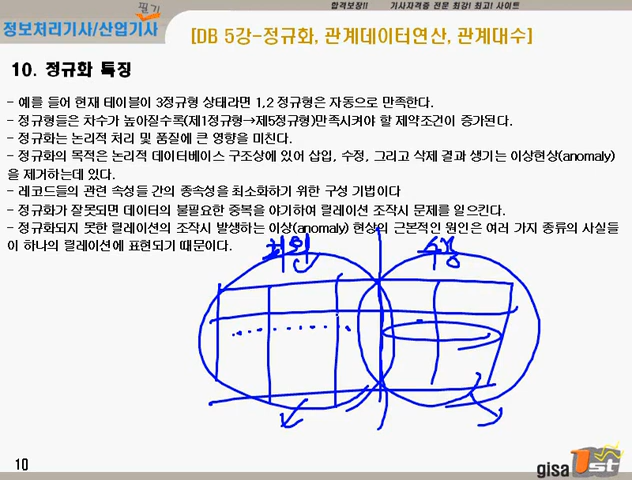 합격보장!! 기사자격증 전문 최강! 최고! 사이트
필기
정보처리기사/산업기사
[DB 5강-정규화, 관계데이터연산, 관계대수]
10. 정규화 특징
- 예를 들어 현재 테이블이 3정규형 상태라면 1,2 정규형은 자동으로 만족한다.
- 정규형들은 차수가 높아질수록(제1정규형→제5정규형)만족시켜야 할 제약조건이 증가된다.
- 정규화는 논리적 처리 및 품질에 큰 영향을 미친다.
- 정규화의 목적은 논리적 데이터베이스 구조상에 있어 삽입, 수정, 그리고 삭제 결과 생기는 이상현상(anomaly)
을 제거하는데 있다.
- 레코드들의 관련 속성들 간의 종속성을 최소화하기 위한 구성 기법이다
- 정규화가 잘못되면 데이터의 불필요한 중복을 야기하여 릴레이션 조작시 문제를 일으킨다.
- 정규화되지 못한 릴레이션의 조작시 발생하는 이상(anomaly) 현상의 근본적인 원인은 여러 가지 종류의 사실들
이 하나의 릴레이션에 표현되기 때문이다.
회원
10
gisa 1st